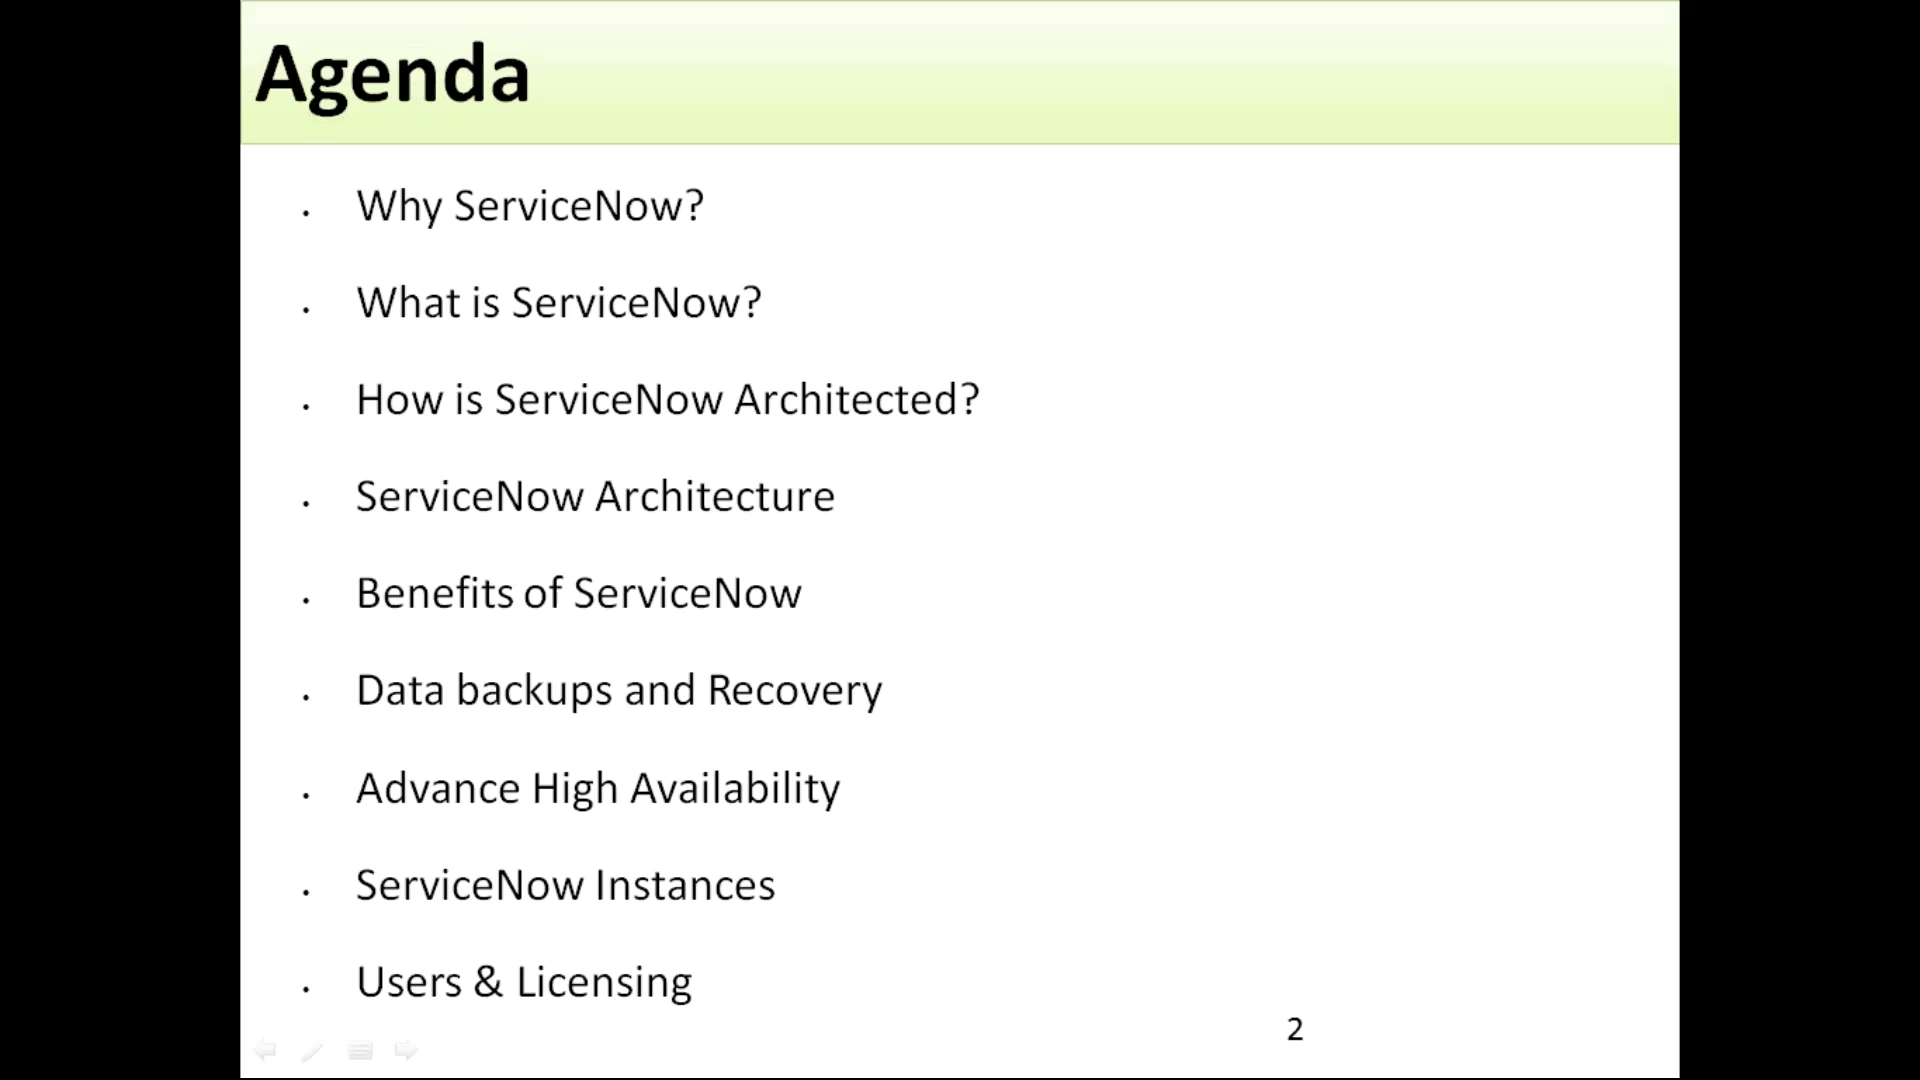 Agenda
• Why ServiceNow?
• What is ServiceNow?
• How is ServiceNow Architected?
• ServiceNow Architecture
• Benefits of ServiceNow
• Data backups and Recovery
• Advance High Availability
• ServiceNow Instances
• Users & Licensing
2